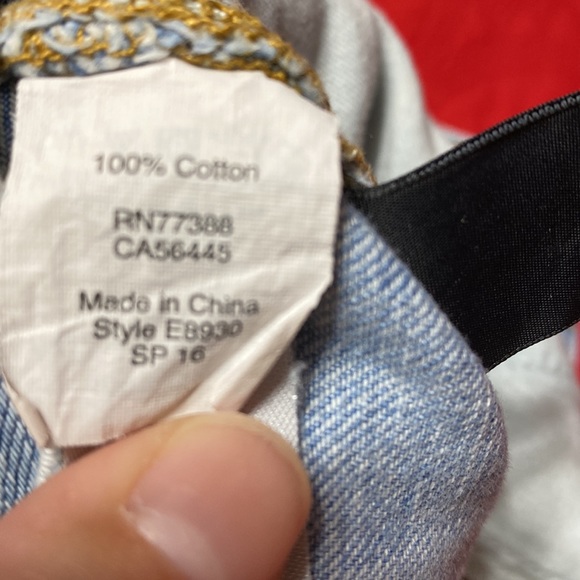 100% Cotton
RN77388
CA56445
Made in China
Style E8930
SP 16